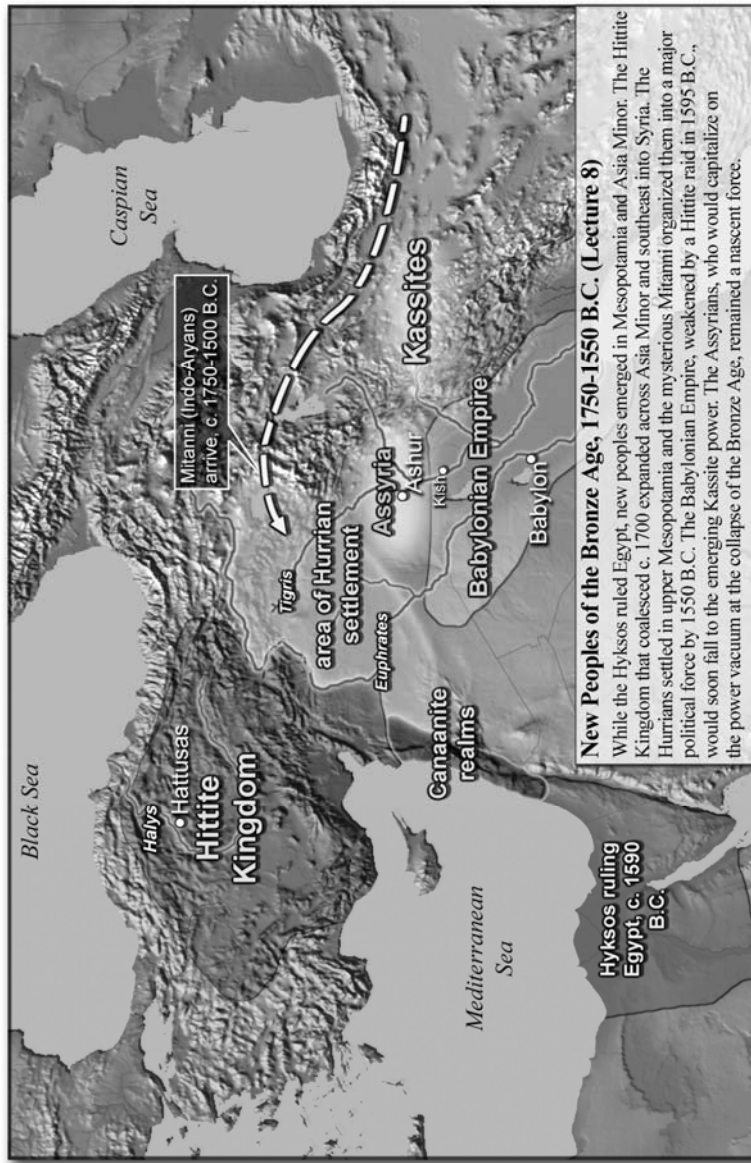 Black Sea
Caspian
Sea
Mitanni (Indo-Aryans)
arrive, c. 1750-1500 B.C.
Halys
Hattusas
Hittite
Kingdom
Tigris
area of Hurrian
settlement
Kassites
Assyria
Ashur
Euphrates
Kish
Canaanite
realms
Babylonian Empire
Babylon
Mediterranean
Sea
Hyksos ruling
Egypt, c. 1590
B.C.
New Peoples of the Bronze Age, 1750-1550 B.C. (Lecture 8)
While the Hyksos ruled Egypt, new peoples emerged in Mesopotamia and Asia Minor. The Hittite
Kingdom that coalesced c. 1700 expanded across Asia Minor and southeast into Syria. The
Hurrians settled in upper Mesopotamia and the mysterious Mitanni organized them into a major
political force by 1550 B.C. The Babylonian Empire, weakened by a Hittite raid in 1595 B.C.,
would soon fall to the emerging Kassite power. The Assyrians, who would capitalize on
the power vacuum at the collapse of the Bronze Age, remained a nascent force.